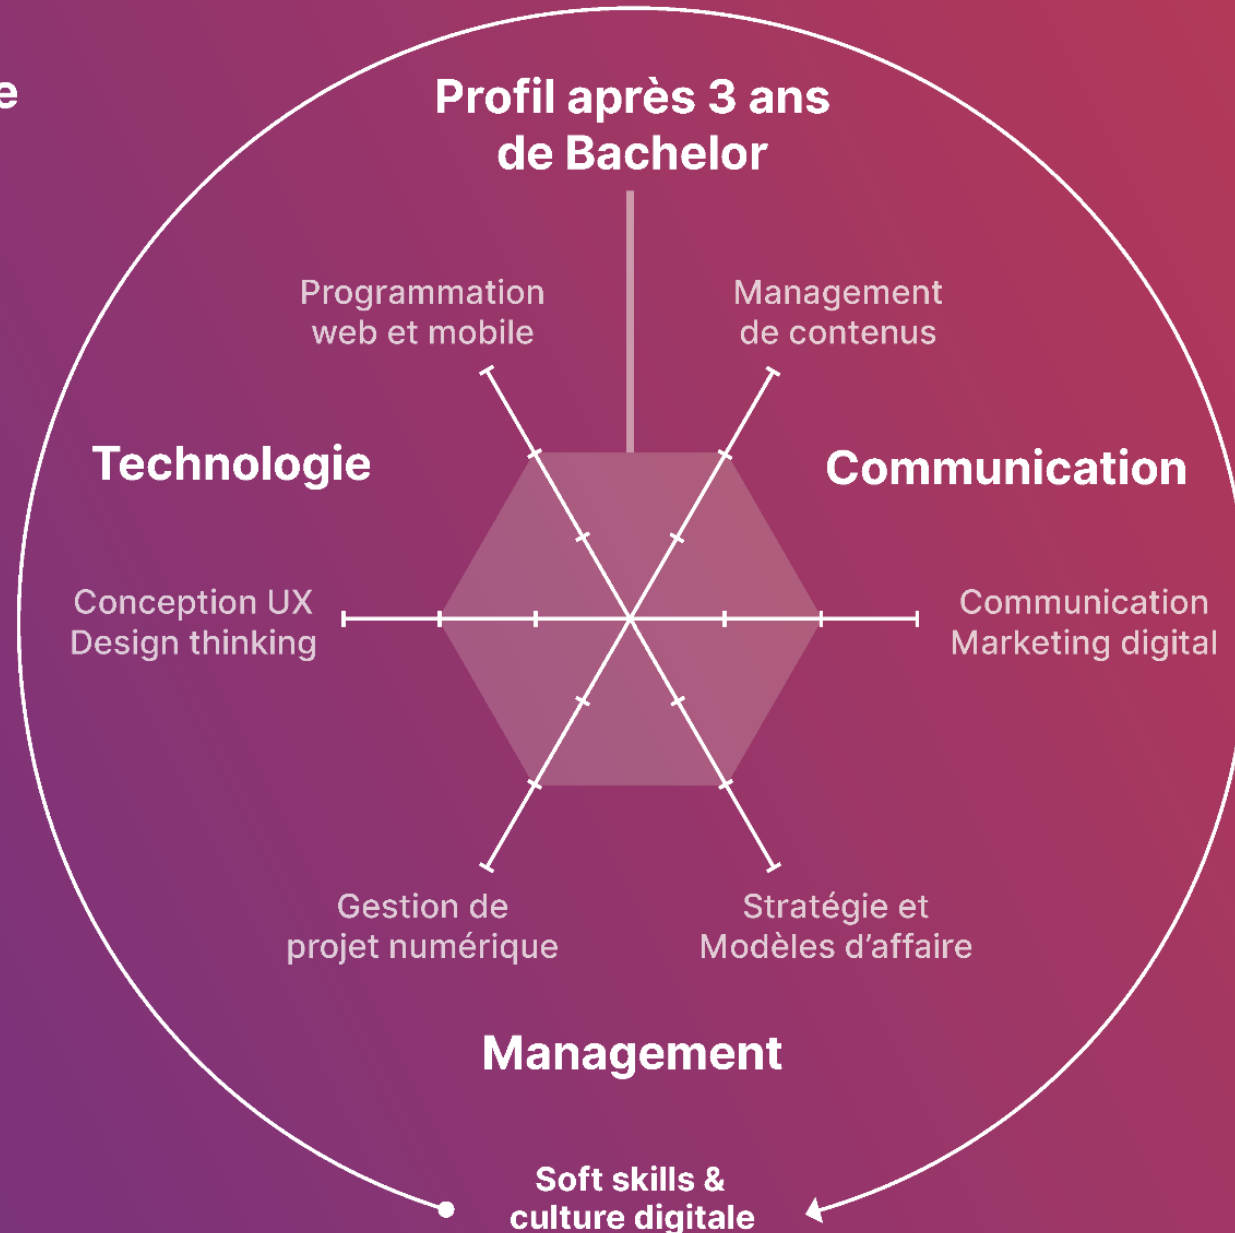 e
Profil après 3 ans
de Bachelor
Programmation
web et mobile
Management
de contenus
Technologie
Communication
Conception UX
Design thinking
Communication
Marketing digital
Gestion de
projet numérique
Stratégie et
Modèles d’affaire
Management
Soft skills &
culture digitale